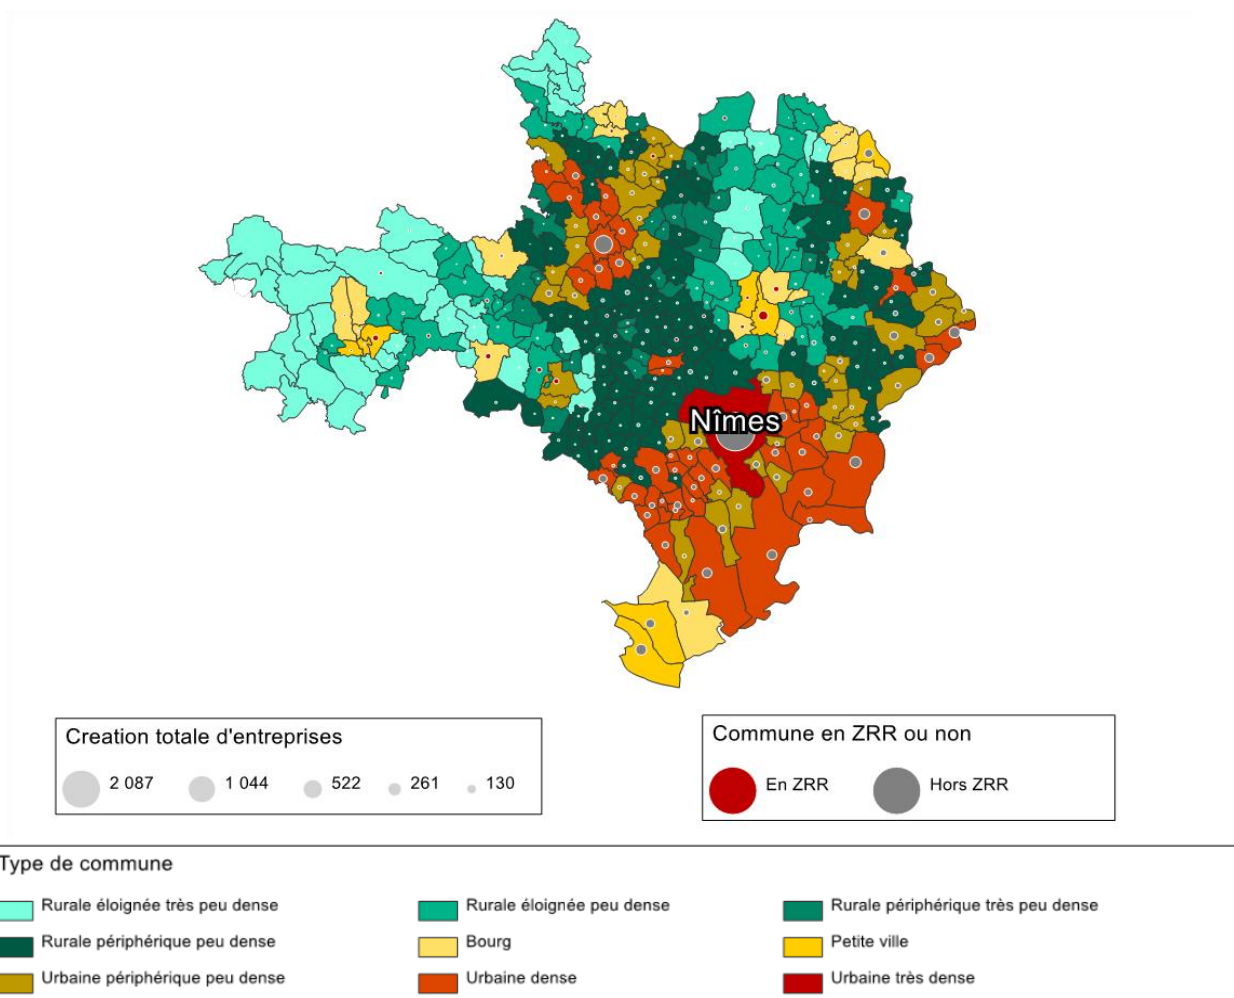 Nîmes
Creation totale d'entreprises
2 087 1 044 522 261 130
Commune en ZRR ou non
En ZRR Hors ZRR
Type de commune
Rurale éloignée très peu dense Rurale éloignée peu dense Rurale périphérique très peu dense
Rurale périphérique peu dense Bourg Petite ville
Urbaine périphérique peu dense Urbaine dense Urbaine très dense